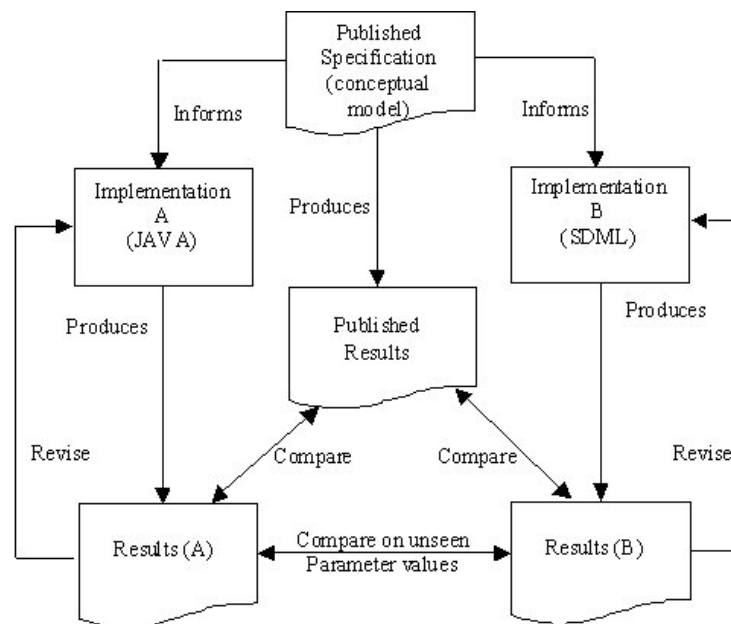 Published
Specification
(conceptual
model)
Informs
Informs
Implementation
A
(JAVA)
Implementation
B
(SDML)
Produces
Produces
Produces
Published
Results
Revise
Compare
Compare
Revise
Results (A)
Compare on unseen
Parameter values
Results (B)